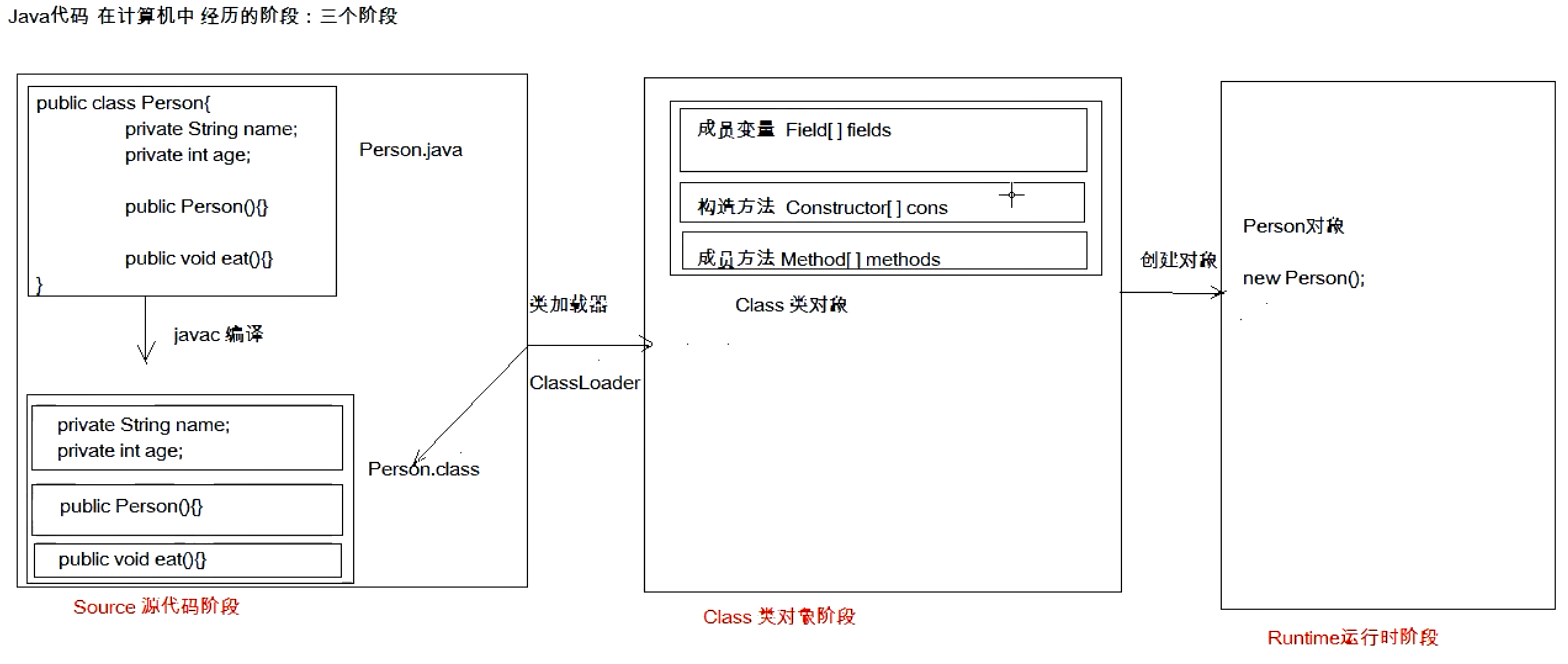 Java代码 在计算机中 经历的阶段：三个阶段
public class Person{
private String name;
private int age;
public Person(){}
public void eat(){}
}
Person.java
javac 编译
private String name;
private int age;
public Person(){}
public void eat(){}
Person.class
Source 源代码阶段
类加载器
ClassLoader
成员变量 Field[ ] fields
构造方法 Constructor[ ] cons
成员方法 Method[ ] methods
Class 类对象
Class 类对象阶段
创建对象
Person对象
new Person();
Runtime运行时阶段